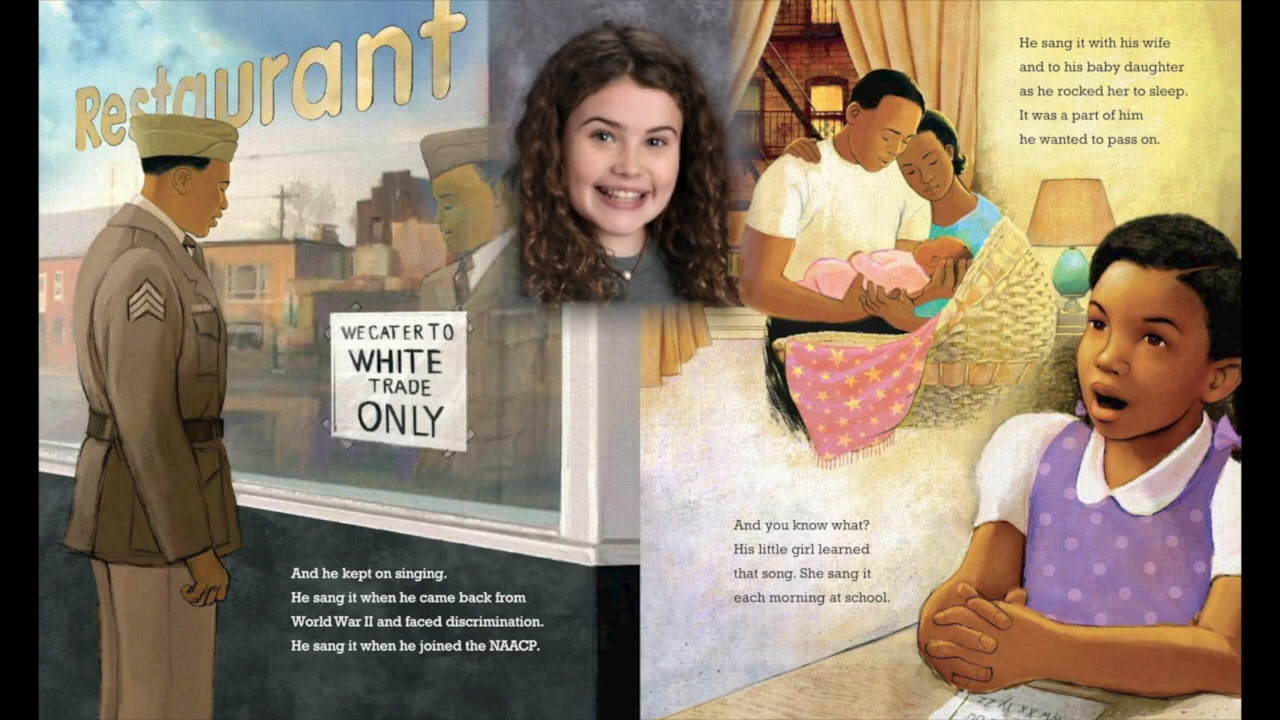 Restaurant
WE CATER TO
WHITE
TRADE
ONLY
And he kept on singing.
He sang it when he came back from
World War II and faced discrimination.
He sang it when he joined the NAACP.
He sang it with his wife
and to his baby daughter
as he rocked her to sleep.
It was a part of him
he wanted to pass on.
And you know what?
His little girl learned
that song. She sang it
each morning at school.